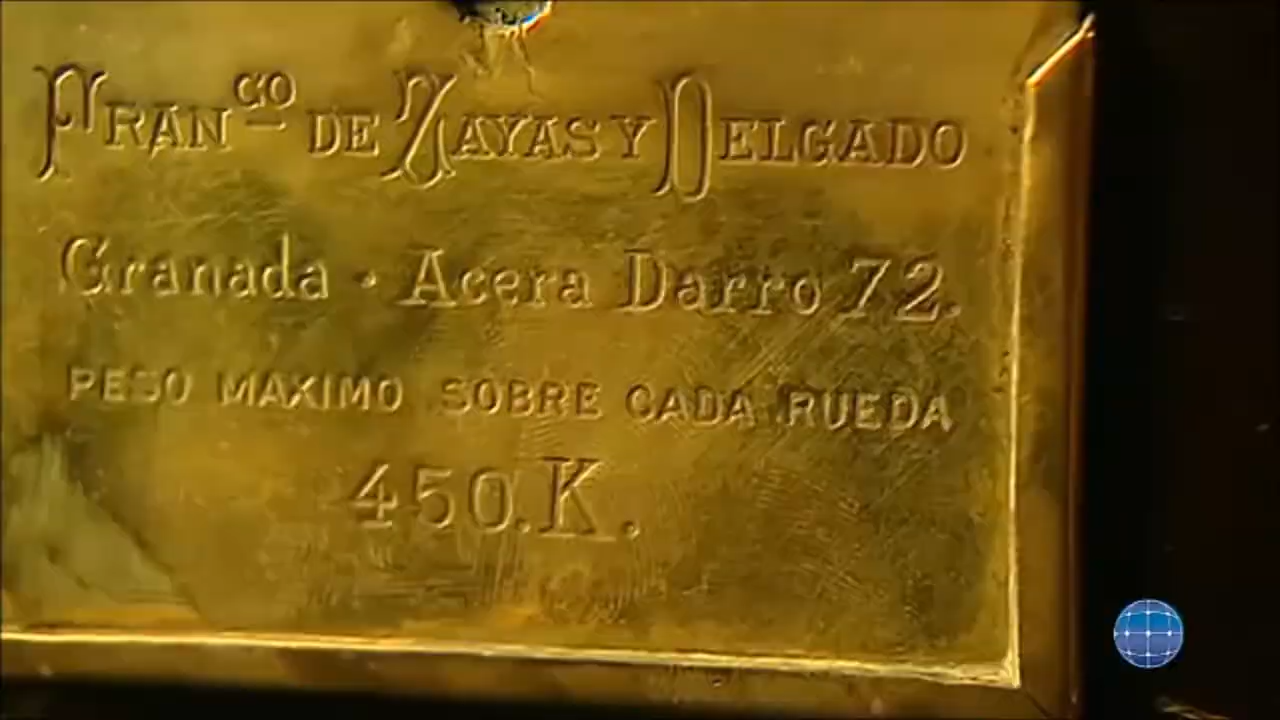 FRANCO DE ZAYAS Y DELGADO
Granada · Acera Darro 72.
PESO MAXIMO SOBRE CADA RUEDA
450.K.